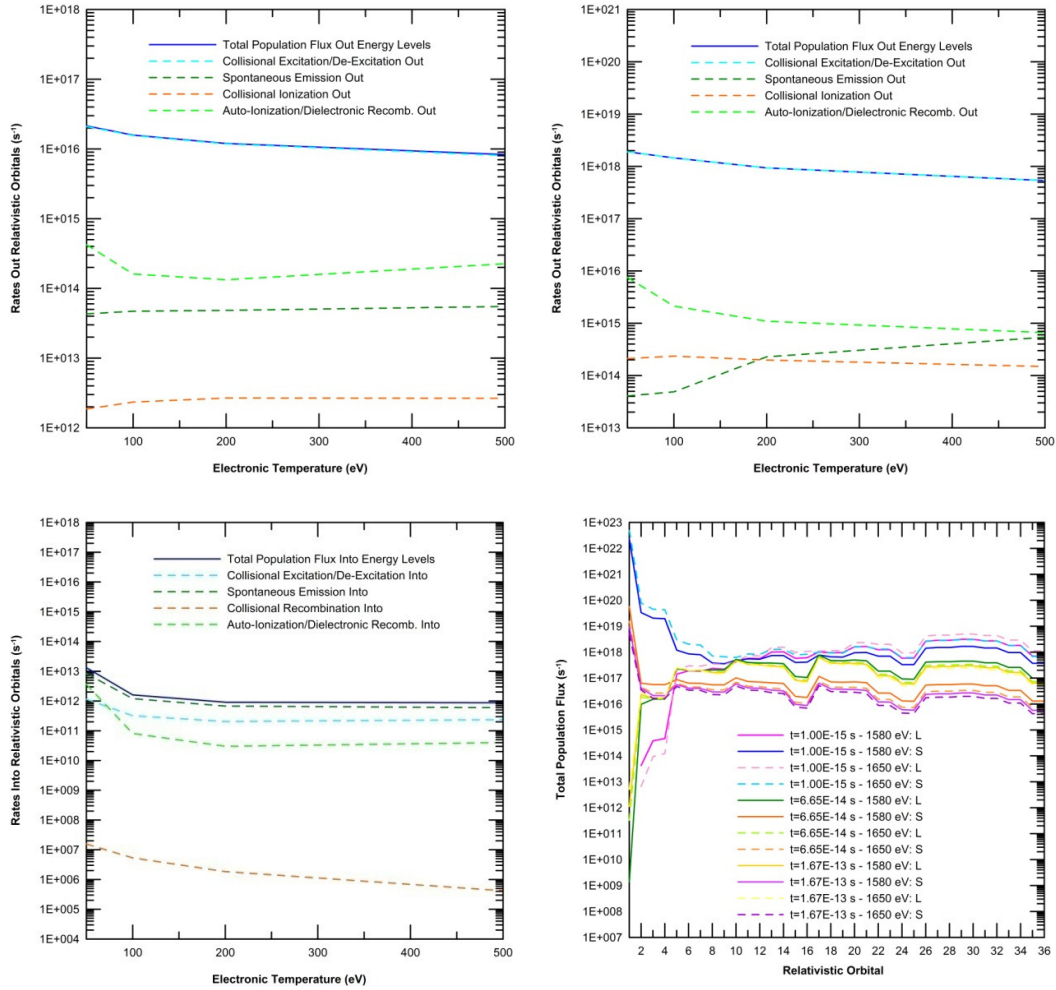 1E+018
1E+017
1E+016
1E+015
1E+014
1E+013
1E+012
Rates Out Relativistic Orbitals (s⁻¹)
Total Population Flux Out Energy Levels
Collisional Excitation/De-Excitation Out
Spontaneous Emission Out
Collisional Ionization Out
Auto-Ionization/Dielectronic Recomb. Out
100 200 300 400 500
Electronic Temperature (eV)
1E+021
1E+020
1E+019
1E+018
1E+017
1E+016
1E+015
1E+014
1E+013
Rates Out Relativistic Orbitals (s⁻¹)
Total Population Flux Out Energy Levels
Collisional Excitation/De-Excitation Out
Spontaneous Emission Out
Collisional Ionization Out
Auto-Ionization/Dielectronic Recomb. Out
100 200 300 400 500
Electronic Temperature (eV)
1E+018
1E+017
1E+016
1E+015
1E+014
1E+013
1E+012
1E+011
1E+010
1E+009
1E+008
1E+007
1E+006
1E+005
1E+004
Rates Into Relativistic Orbitals (s⁻¹)
Total Population Flux Into Energy Levels
Collisional Excitation/De-Excitation Into
Spontaneous Emission Into
Collisional Recombination Into
Auto-Ionization/Dielectronic Recomb. Into
100 200 300 400 500
Electronic Temperature (eV)
1E+023
1E+022
1E+021
1E+020
1E+019
1E+018
1E+017
1E+016
1E+015
1E+014
1E+013
1E+012
1E+011
1E+010
1E+009
1E+008
1E+007
Total Population Flux (s⁻¹)
t=1.00E-15 s - 1580 eV: L
t=1.00E-15 s - 1580 eV: S
t=1.00E-15 s - 1650 eV: L
t=1.00E-15 s - 1650 eV: S
t=6.65E-14 s - 1580 eV: L
t=6.65E-14 s - 1580 eV: S
t=6.65E-14 s - 1650 eV: L
t=6.65E-14 s - 1650 eV: S
t=1.67E-13 s - 1580 eV: L
t=1.67E-13 s - 1580 eV: S
t=1.67E-13 s - 1650 eV: L
t=1.67E-13 s - 1650 eV: S
2 4 6 8 10 12 14 16 18 20 22 24 26 28 30 32 34 36
Relativistic Orbital